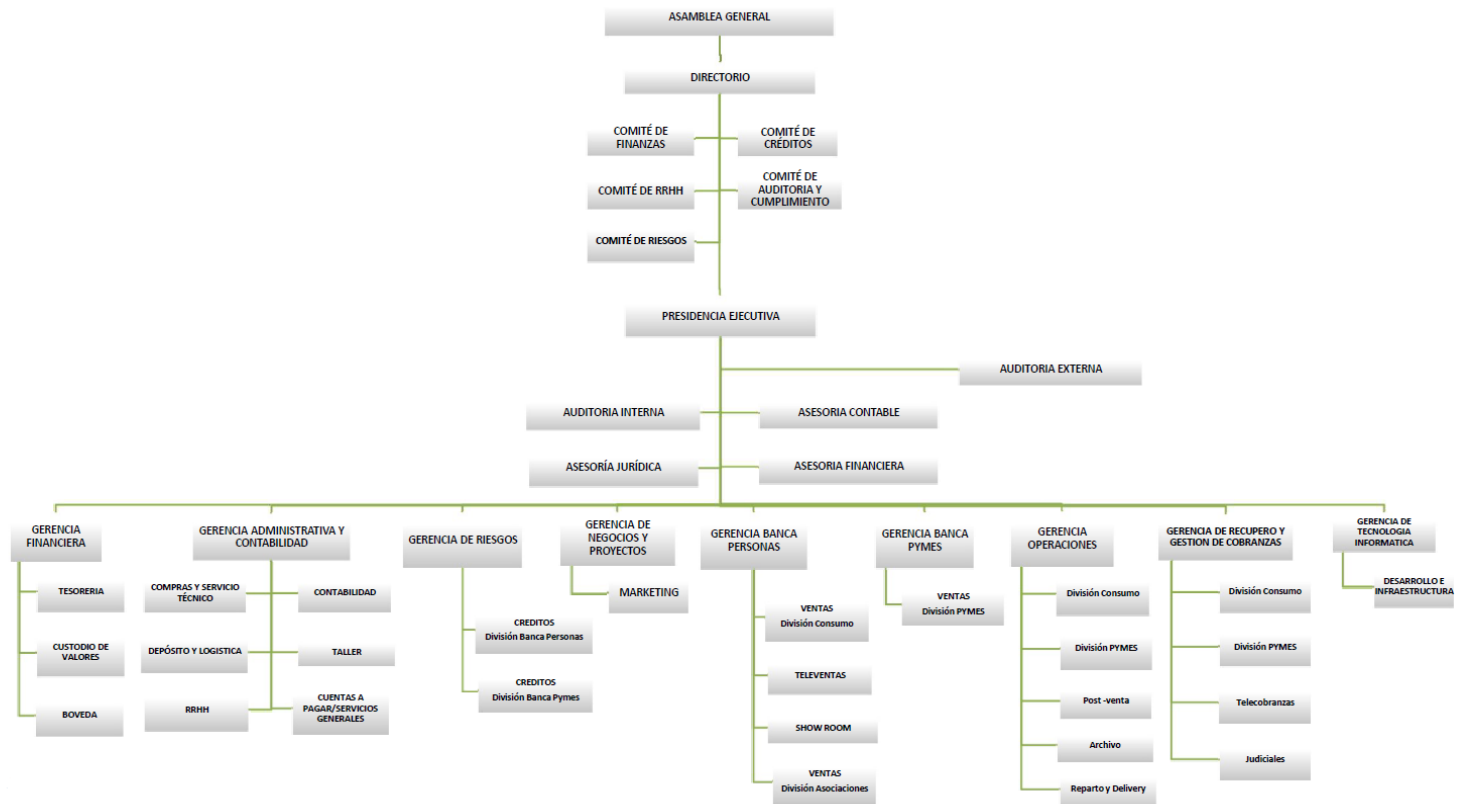 ASAMBLEA GENERAL
DIRECTORIO
COMITÉ DE
FINANZAS
COMITÉ DE
CRÉDITOS
COMITÉ DE RRHH
COMITÉ DE
AUDITORIA Y
CUMPLIMIENTO
COMITÉ DE RIESGOS
PRESIDENCIA EJECUTIVA
AUDITORIA EXTERNA
AUDITORIA INTERNA
ASESORIA CONTABLE
ASESORÍA JURÍDICA
ASESORIA FINANCIERA
GERENCIA
FINANCIERA
TESORERIA
CUSTODIO DE
VALORES
BOVEDA
GERENCIA ADMINISTRATIVA Y
CONTABILIDAD
COMPRAS Y SERVICIO
TÉCNICO
CONTABILIDAD
DEPÓSITO Y LOGISTICA
TALLER
RRHH
CUENTAS A
PAGAR/SERVICIOS
GENERALES
GERENCIA DE RIESGOS
CREDITOS
División Banca Personas
CREDITOS
División Banca Pymes
GERENCIA DE
NEGOCIOS Y
PROYECTOS
MARKETING
GERENCIA BANCA
PERSONAS
VENTAS
División Consumo
TELEVENTAS
SHOW ROOM
VENTAS
División Asociaciones
GERENCIA BANCA
PYMES
VENTAS
División PYMES
GERENCIA
OPERACIONES
División Consumo
División PYMES
Post -venta
Archivo
Reparto y Delivery
GERENCIA DE RECUPERO Y
GESTION DE COBRANZAS
División Consumo
División PYMES
Telecobranzas
Judiciales
GERENCIA DE
TECNOLOGIA
INFORMATICA
DESARROLLO E
INFRAESTRUCTURA